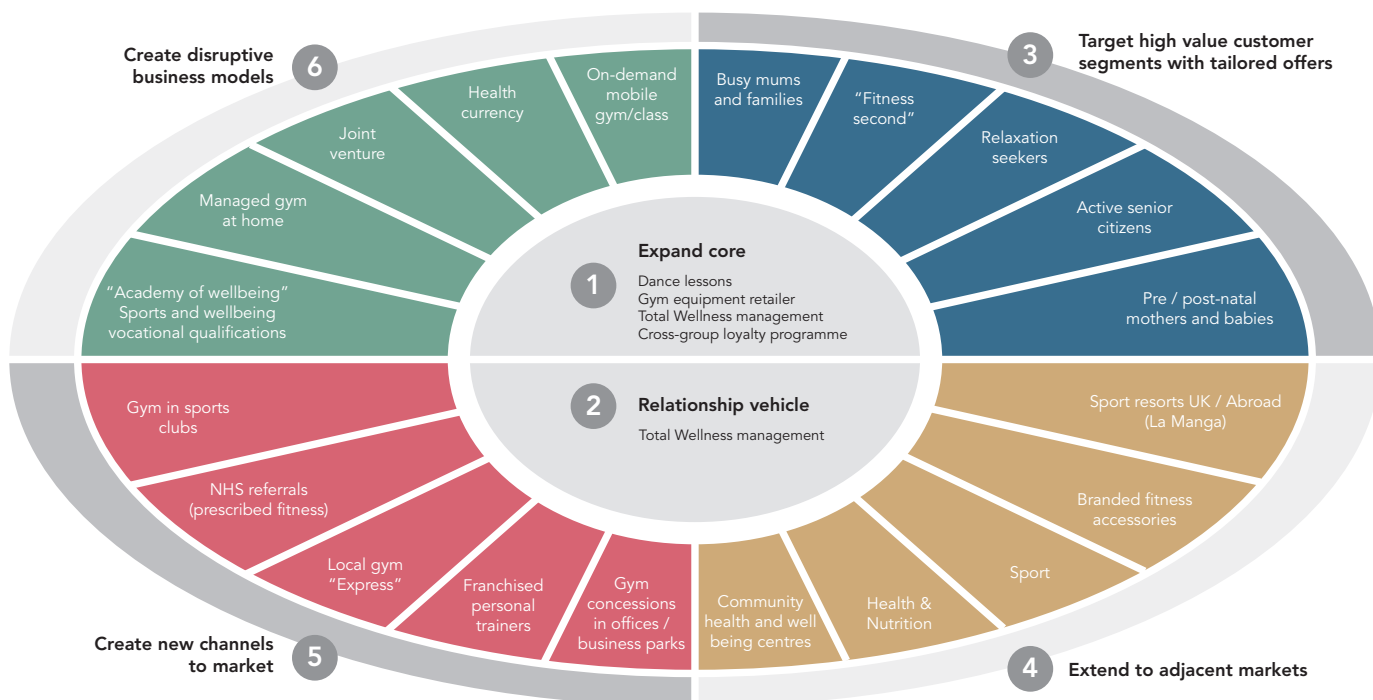 Create disruptive
business models
6
On-demand
mobile
gym/class
Health
currency
Joint
venture
Managed gym
at home
"Academy of wellbeing"
Sports and wellbeing
vocational qualifications
3
Target high value customer
segments with tailored offers
Busy mums
and families
"Fitness
second"
Relaxation
seekers
Active senior
citizens
Pre / post-natal
mothers and babies
1
Expand core
Dance lessons
Gym equipment retailer
Total Wellness management
Cross-group loyalty programme
2
Relationship vehicle
Total Wellness management
Gym in sports
clubs
NHS referrals
(prescribed fitness)
Local gym
"Express"
Franchised
personal
trainers
Gym
concessions
in offices /
business parks
Create new channels
to market
5
Sport resorts UK / Abroad
(La Manga)
Branded fitness
accessories
Sport
Health &
Nutrition
Community
health and well
being centres
4
Extend to adjacent markets